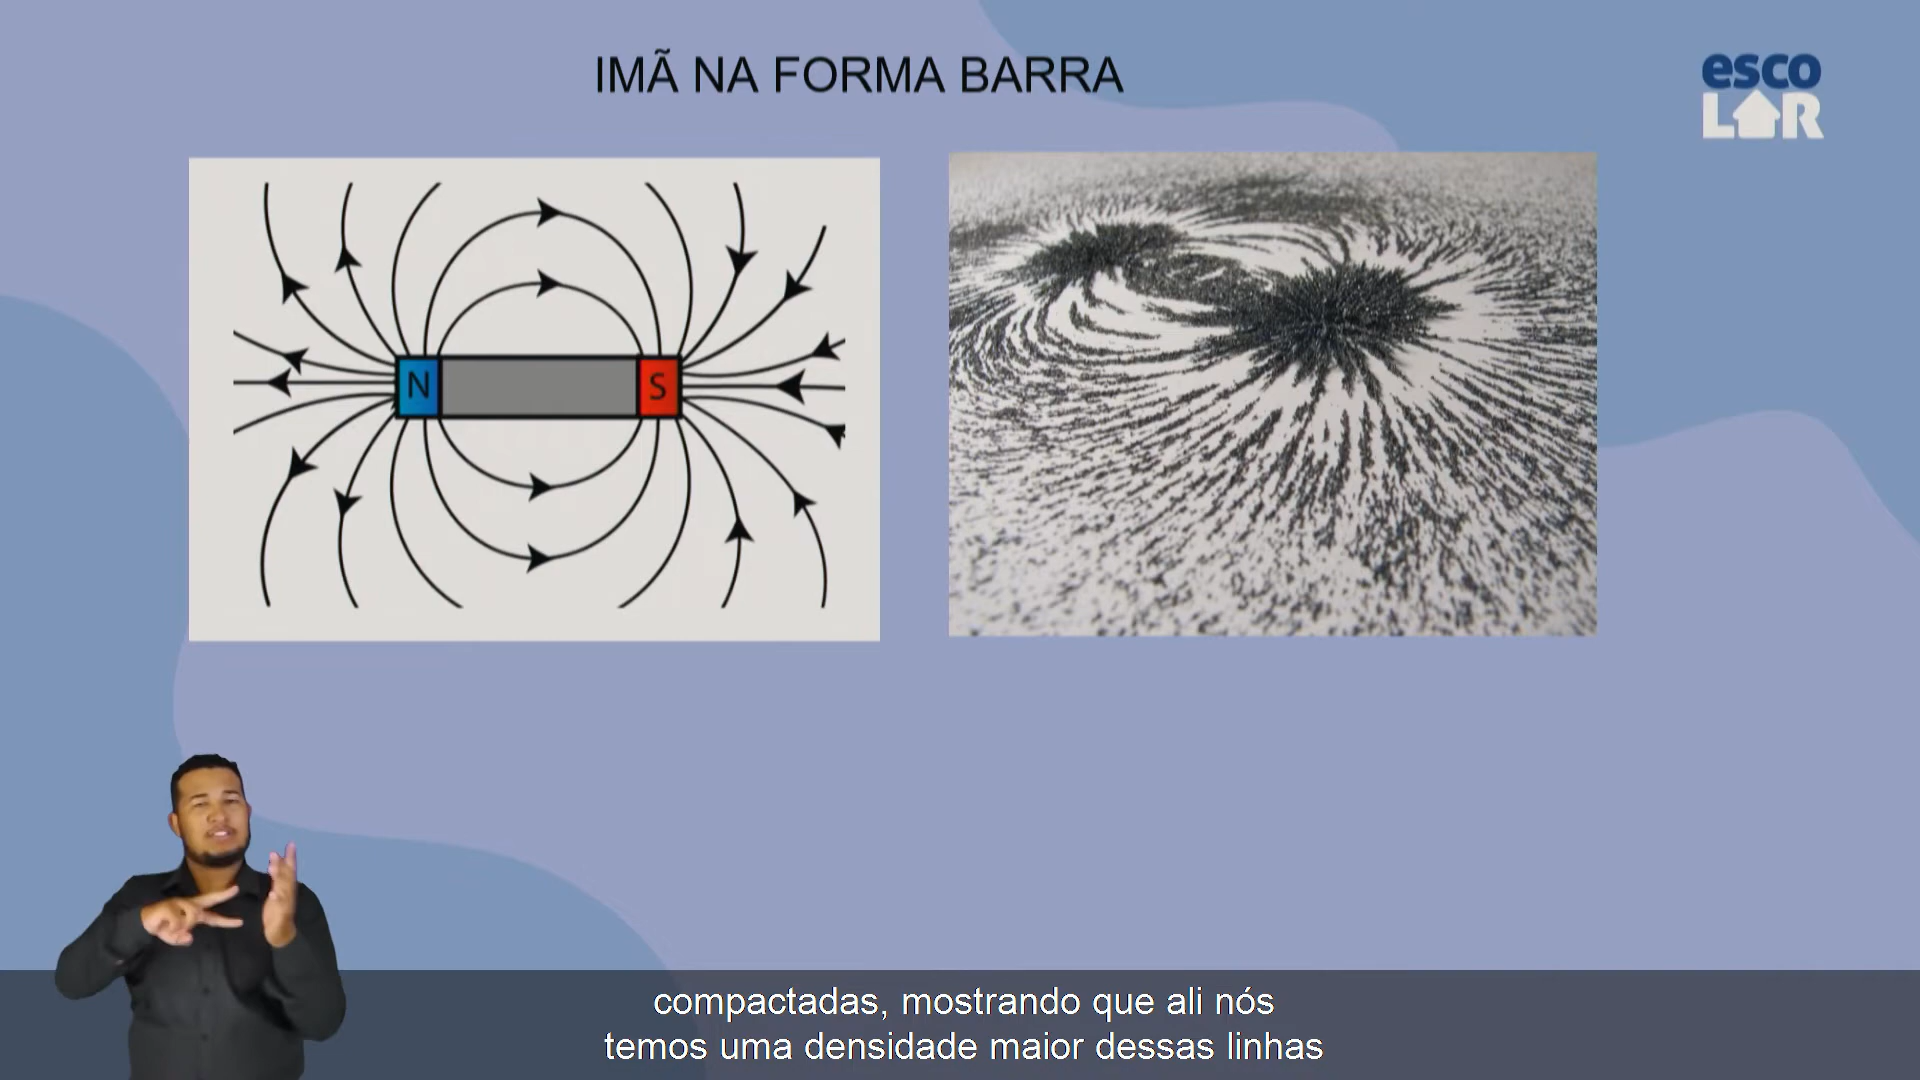 IMÃ NA FORMA BARRA
esco
LAR
N
S
compactadas, mostrando que ali nós
temos uma densidade maior dessas linhas